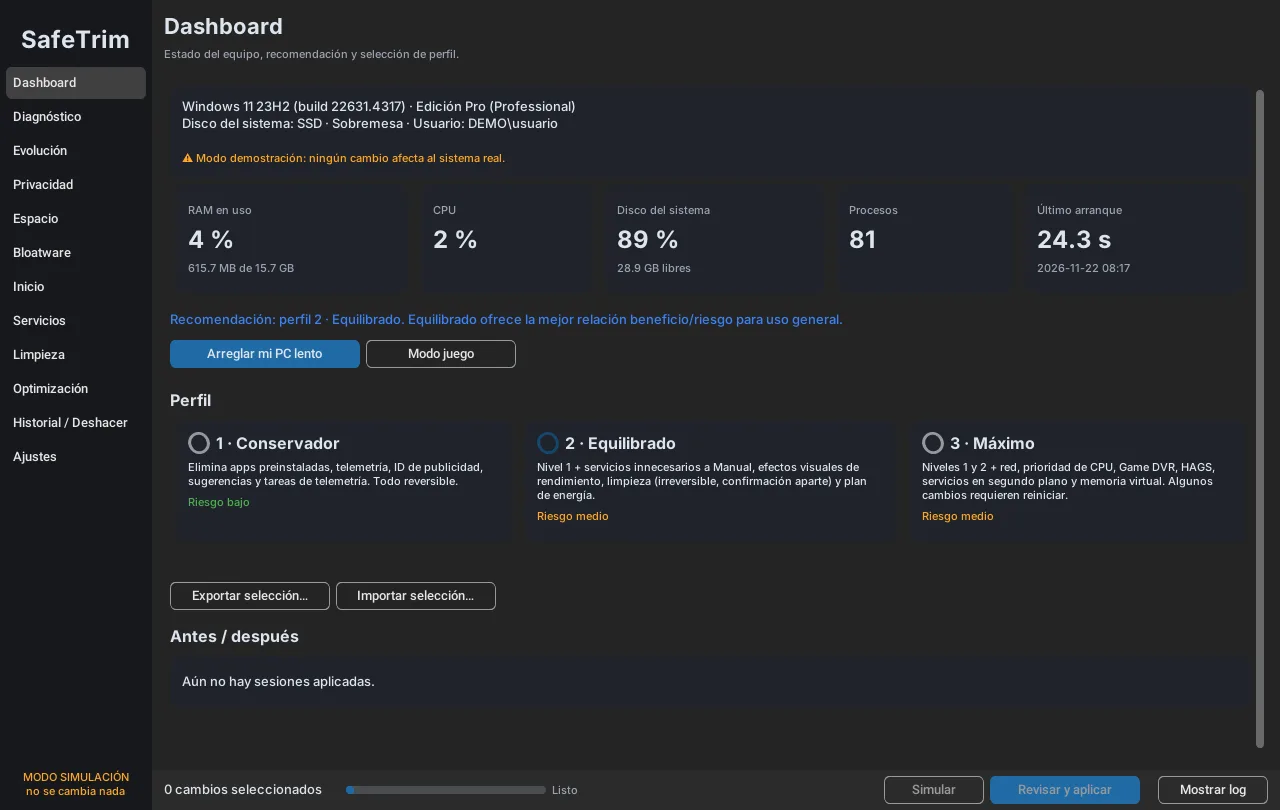 SafeTrim
Dashboard
Diagnóstico
Evolución
Privacidad
Espacio
Bloatware
Inicio
Servicios
Limpieza
Optimización
Historial / Deshacer
Ajustes
MODO SIMULACIÓN
no se cambia nada
Dashboard
Estado del equipo, recomendación y selección de perfil.
Windows 11 23H2 (build 22631.4317) · Edición Pro (Professional)
Disco del sistema: SSD · Sobremesa · Usuario: DEMO\usuario
⚠ Modo demostración: ningún cambio afecta al sistema real.
RAM en uso
4 %
615.7 MB de 15.7 GB
CPU
2 %
Disco del sistema
89 %
28.9 GB libres
Procesos
81
Último arranque
24.3 s
2026-11-22 08:17
Recomendación: perfil 2 · Equilibrado. Equilibrado ofrece la mejor relación beneficio/riesgo para uso general.
Arreglar mi PC lento
Modo juego
Perfil
1 · Conservador
Elimina apps preinstaladas, telemetría, ID de publicidad,
sugerencias y tareas de telemetría. Todo reversible.
Riesgo bajo
2 · Equilibrado
Nivel 1 + servicios innecesarios a Manual, efectos visuales de
rendimiento, limpieza (irreversible, confirmación aparte) y plan
de energía.
Riesgo medio
3 · Máximo
Niveles 1 y 2 + red, prioridad de CPU, Game DVR, HAGS,
servicios en segundo plano y memoria virtual. Algunos
cambios requieren reiniciar.
Riesgo medio
Exportar selección...
Importar selección...
Antes / después
Aún no hay sesiones aplicadas.
0 cambios seleccionados
Listo
Simular
Revisar y aplicar
Mostrar log